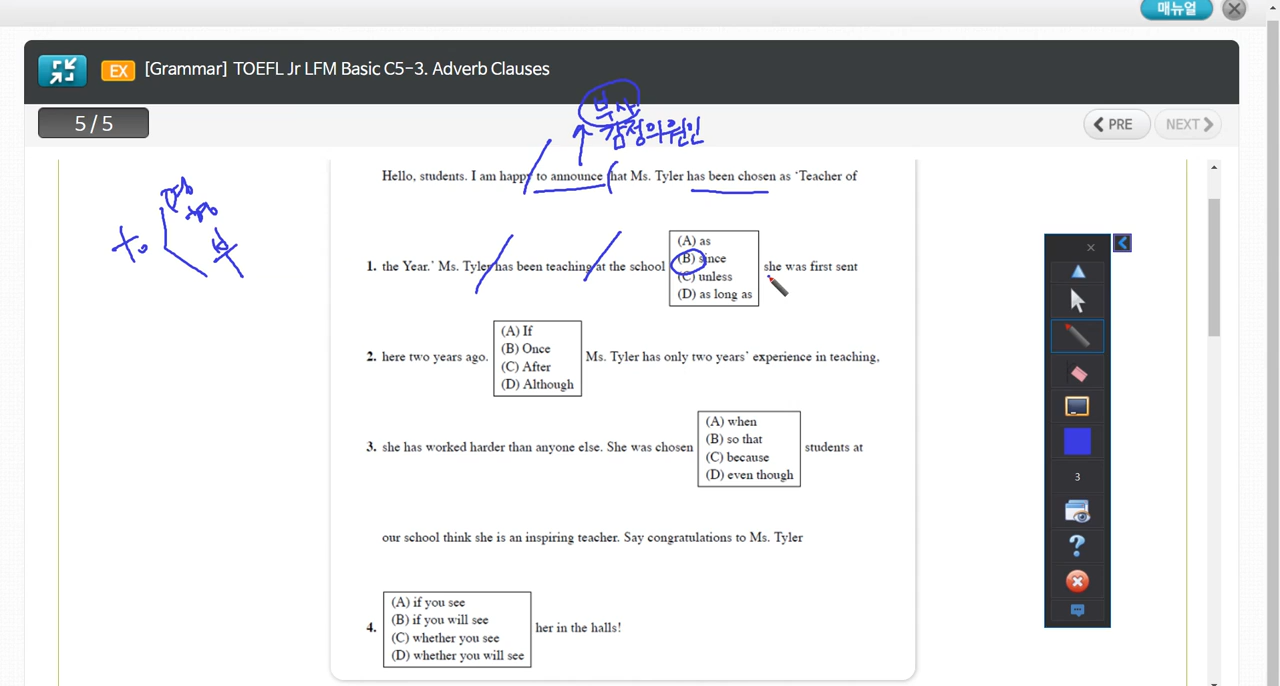 매뉴얼
EX [Grammar] TOEFL Jr LFM Basic C5-3. Adverb Clauses
5 / 5
PRE
NEXT
부사
감정의 원인
Hello, students. I am happy to announce that Ms. Tyler has been chosen as ‘Teacher of
(A) as
(B) since
(C) unless
(D) as long as
1. the Year.’ Ms. Tyler has been teaching at the school
she was first sent
(A) If
(B) Once
(C) After
(D) Although
2. here two years ago.
Ms. Tyler has only two years’ experience in teaching,
(A) when
(B) so that
(C) because
(D) even though
3. she has worked harder than anyone else. She was chosen
students at
our school think she is an inspiring teacher. Say congratulations to Ms. Tyler
(A) if you see
(B) if you will see
(C) whether you see
(D) whether you will see
4.
her in the halls!
to
3
?